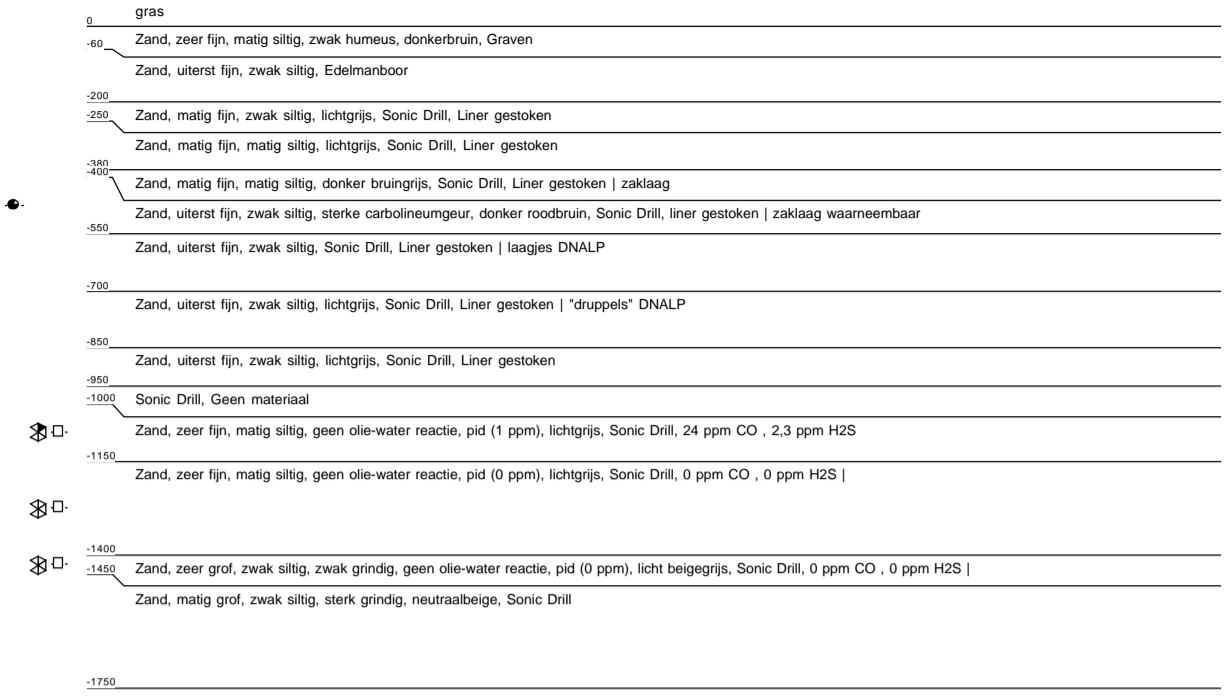 gras
0
Zand, zeer fijn, matig siltig, zwak humeus, donkerbruin, Graven
-60
Zand, uiterst fijn, zwak siltig, Edelmanboor
-200
Zand, matig fijn, zwak siltig, lichtgrijs, Sonic Drill, Liner gestoken
-250
Zand, matig fijn, matig siltig, lichtgrijs, Sonic Drill, Liner gestoken
-380
-400
Zand, matig fijn, matig siltig, donker bruingrijs, Sonic Drill, Liner gestoken | zaklaag
Zand, uiterst fijn, zwak siltig, sterke carbolineumgeur, donker roodbruin, Sonic Drill, liner gestoken | zaklaag waarneembaar
-550
Zand, uiterst fijn, zwak siltig, Sonic Drill, Liner gestoken | laagjes DNALP
-700
Zand, uiterst fijn, zwak siltig, lichtgrijs, Sonic Drill, Liner gestoken | "druppels" DNALP
-850
Zand, uiterst fijn, zwak siltig, lichtgrijs, Sonic Drill, Liner gestoken
-950
Sonic Drill, Geen materiaal
-1000
Zand, zeer fijn, matig siltig, geen olie-water reactie, pid (1 ppm), lichtgrijs, Sonic Drill, 24 ppm CO , 2,3 ppm H2S
-1150
Zand, zeer fijn, matig siltig, geen olie-water reactie, pid (0 ppm), lichtgrijs, Sonic Drill, 0 ppm CO , 0 ppm H2S |
-1400
Zand, zeer grof, zwak siltig, zwak grindig, geen olie-water reactie, pid (0 ppm), licht beigegrijs, Sonic Drill, 0 ppm CO , 0 ppm H2S |
-1450
Zand, matig grof, zwak siltig, sterk grindig, neutraalbeige, Sonic Drill
-1750